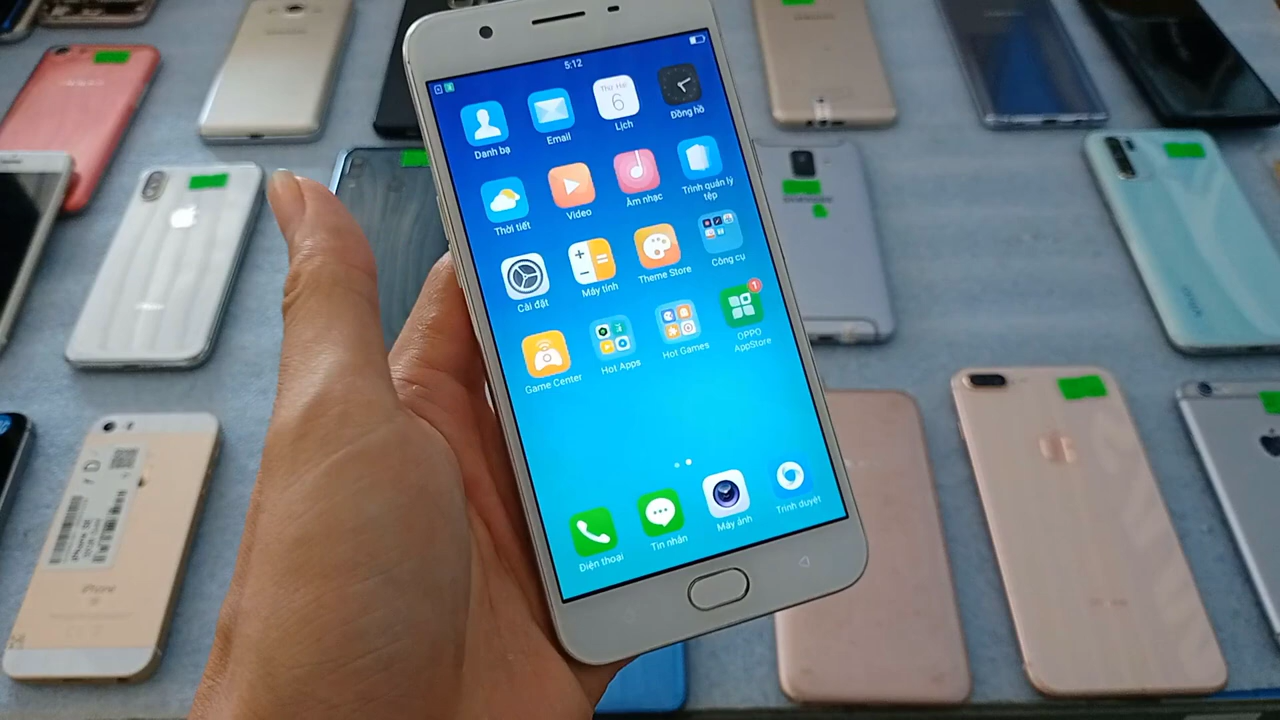 5:12
Danh bạ
Email
Thứ Hai
6
Lịch
Đồng hồ
Thời tiết
Video
Âm nhạc
Trình quản lý
tệp
Cài đặt
Máy tính
Theme Store
Công cụ
Game Center
Hot Apps
Hot Games
1
OPPO
AppStore
Điện thoại
Tin nhắn
Máy ảnh
Trình duyệt
iPhone